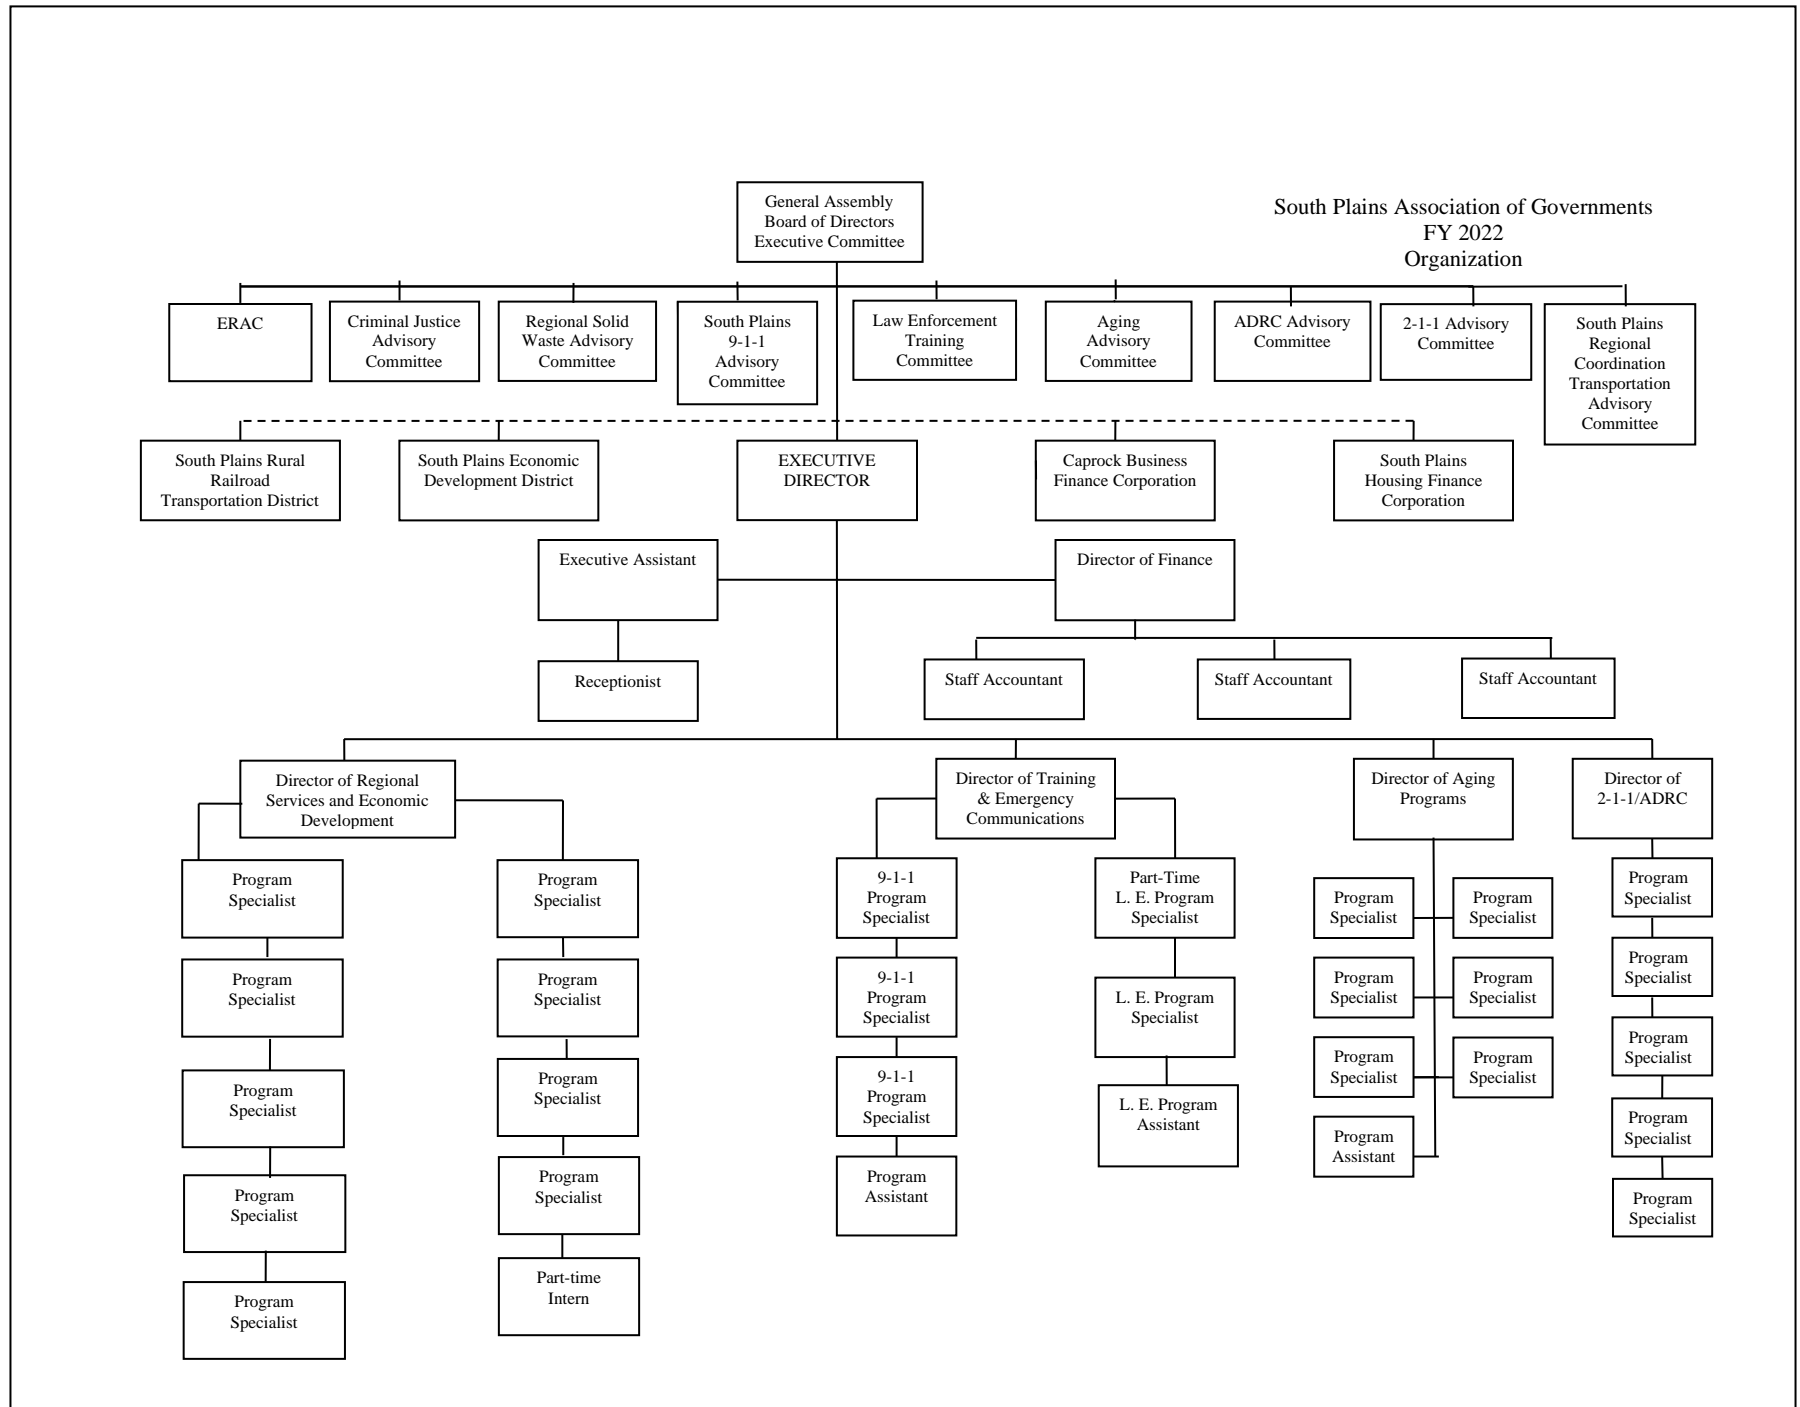 General Assembly
Board of Directors
Executive Committee
South Plains Association of Governments
FY 2022
Organization
ERAC
Criminal Justice
Advisory
Committee
Regional Solid
Waste Advisory
Committee
South Plains
9-1-1
Advisory
Committee
Law Enforcement
Training
Committee
Aging
Advisory
Committee
ADRC Advisory
Committee
2-1-1 Advisory
Committee
South Plains
Regional
Coordination
Transportation
Advisory
Committee
South Plains Rural
Railroad
Transportation District
South Plains Economic
Development District
EXECUTIVE
DIRECTOR
Caprock Business
Finance Corporation
South Plains
Housing Finance
Corporation
Executive Assistant
Director of Finance
Receptionist
Staff Accountant
Staff Accountant
Staff Accountant
Director of Regional
Services and Economic
Development
Director of Training
& Emergency
Communications
Director of Aging
Programs
Director of
2-1-1/ADRC
Program
Specialist
Program
Specialist
Program
Specialist
Program
Specialist
Program
Specialist
Program
Specialist
Program
Specialist
Program
Specialist
Program
Specialist
Part-time
Intern
9-1-1
Program
Specialist
9-1-1
Program
Specialist
9-1-1
Program
Specialist
Program
Assistant
Part-Time
L. E. Program
Specialist
L. E. Program
Specialist
L. E. Program
Assistant
Program
Specialist
Program
Specialist
Program
Specialist
Program
Specialist
Program
Specialist
Program
Specialist
Program
Assistant
Program
Specialist
Program
Specialist
Program
Specialist
Program
Specialist
Program
Specialist